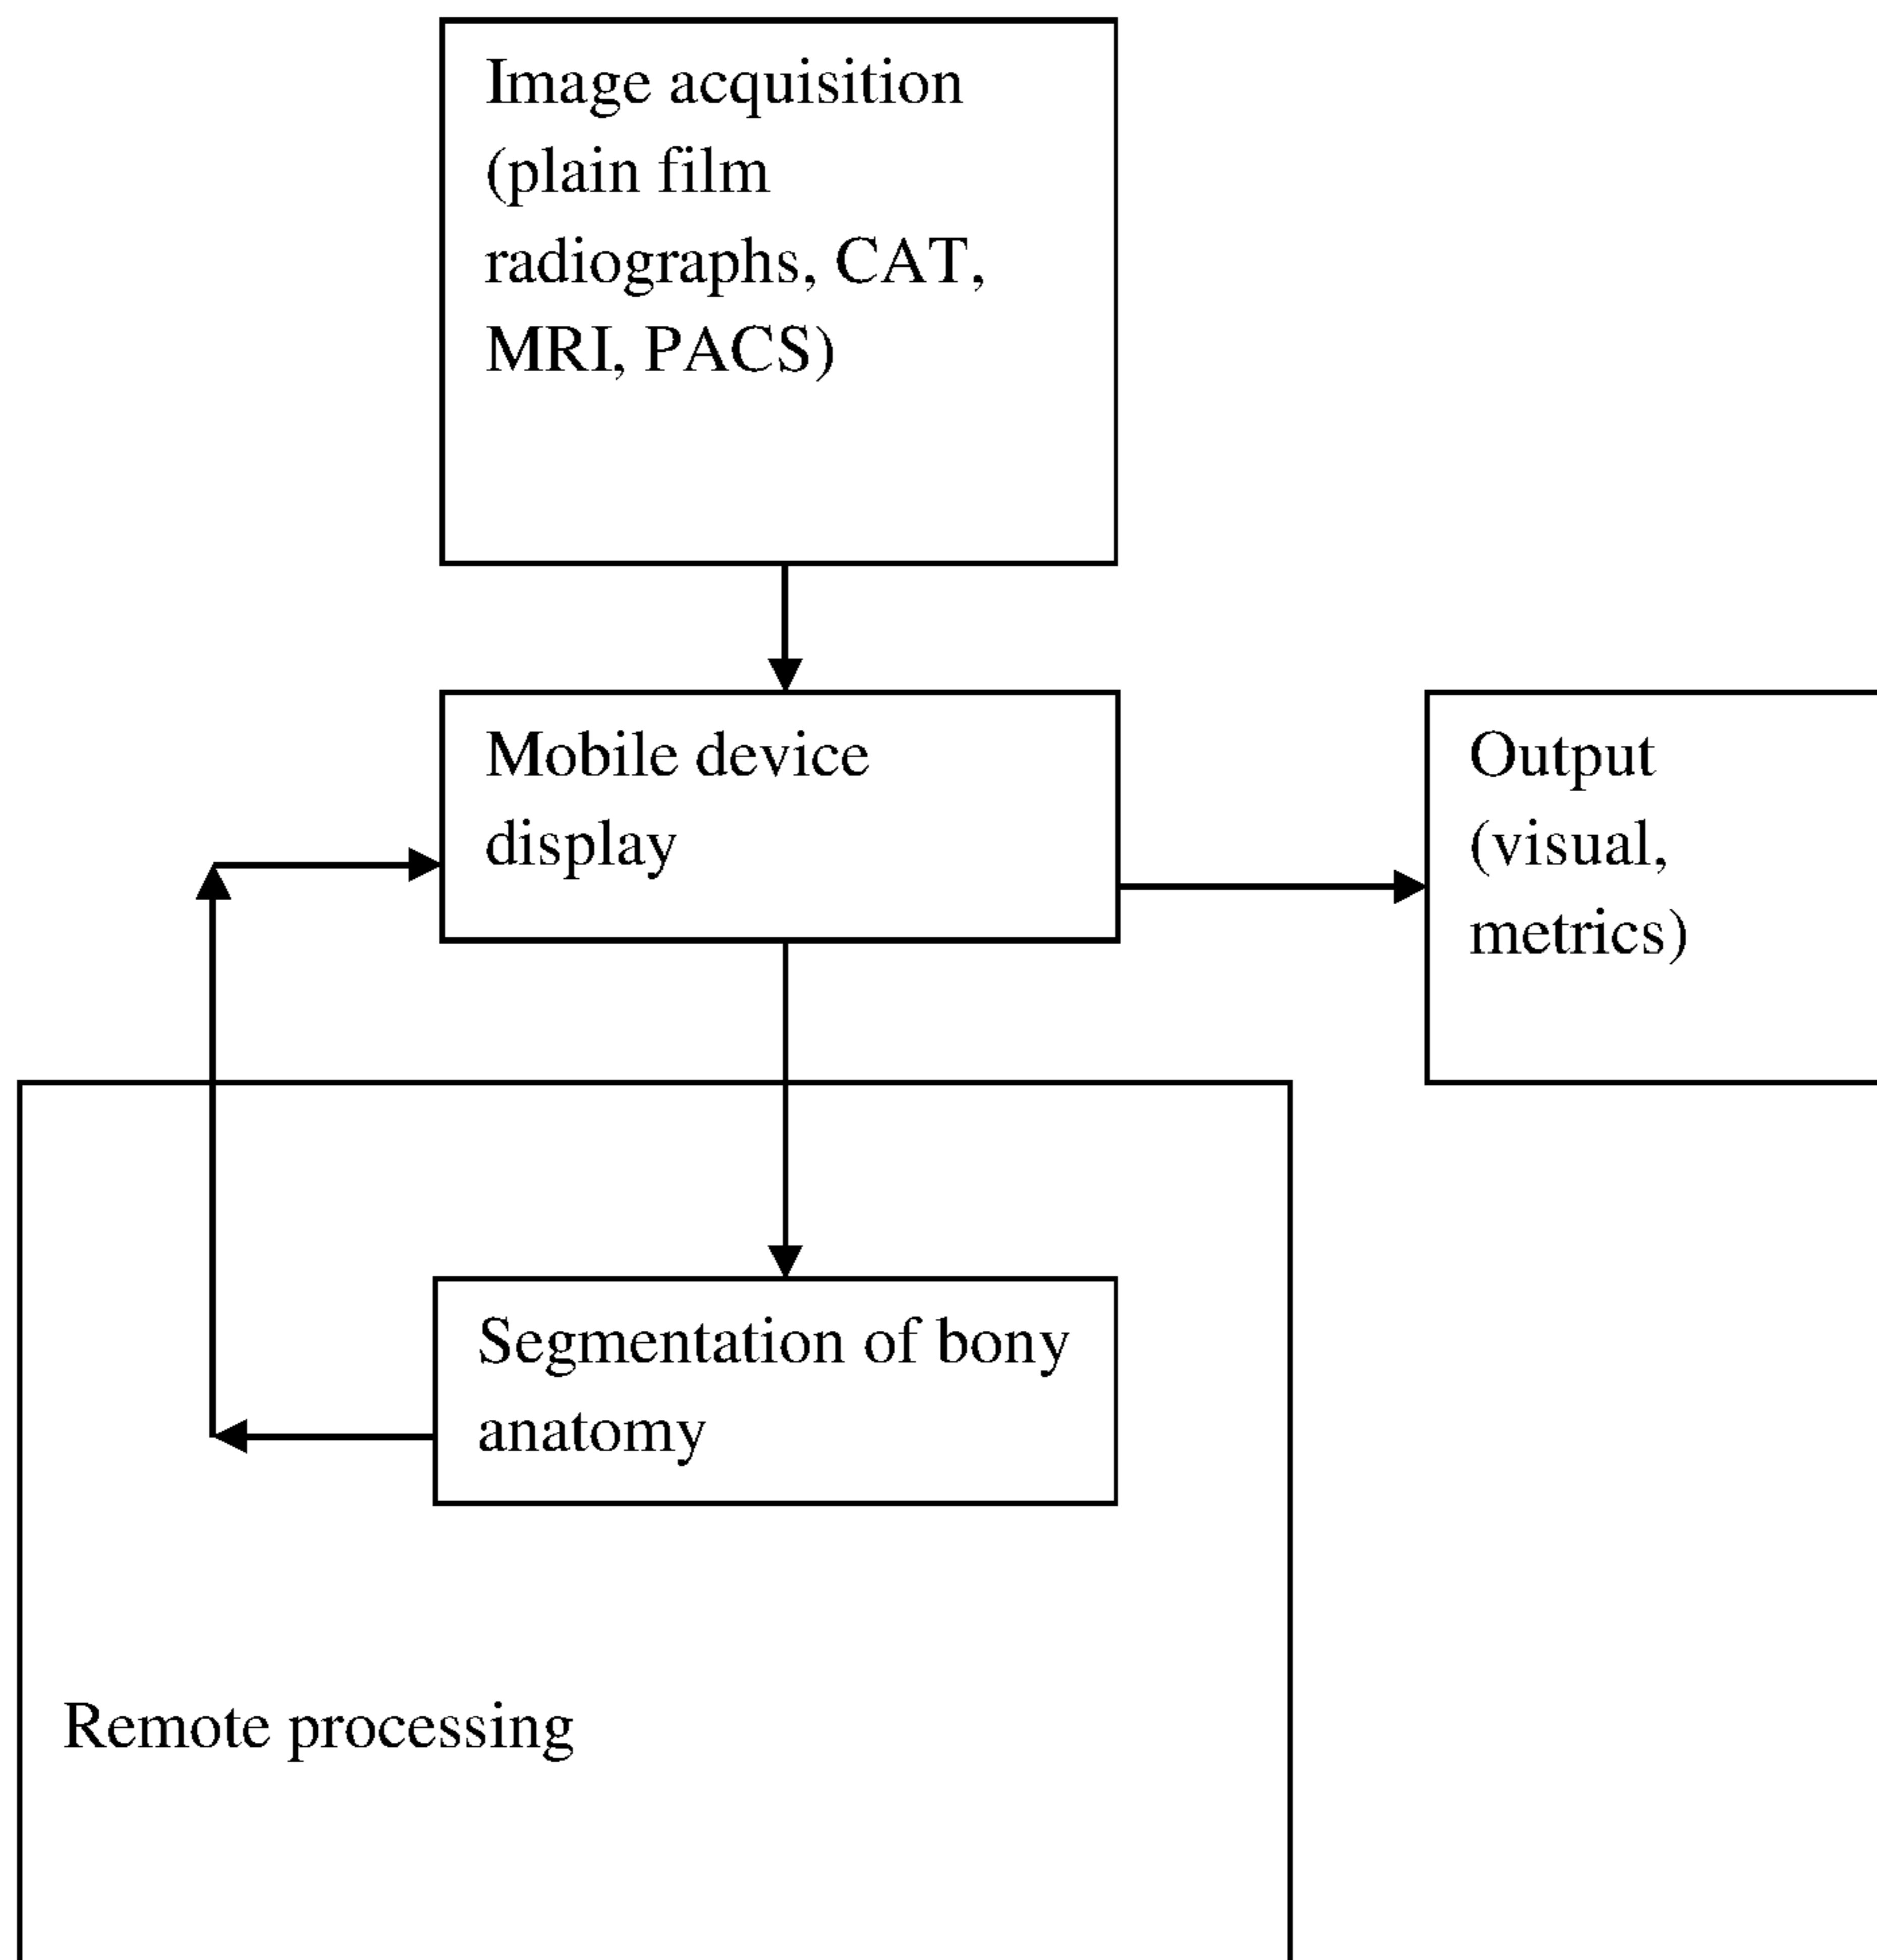 Image acquisition
(plain film
radiographs, CAT,
MRI, PACS)
Mobile device
display
Output
(visual,
metrics)
Segmentation of bony
anatomy
Remote processing